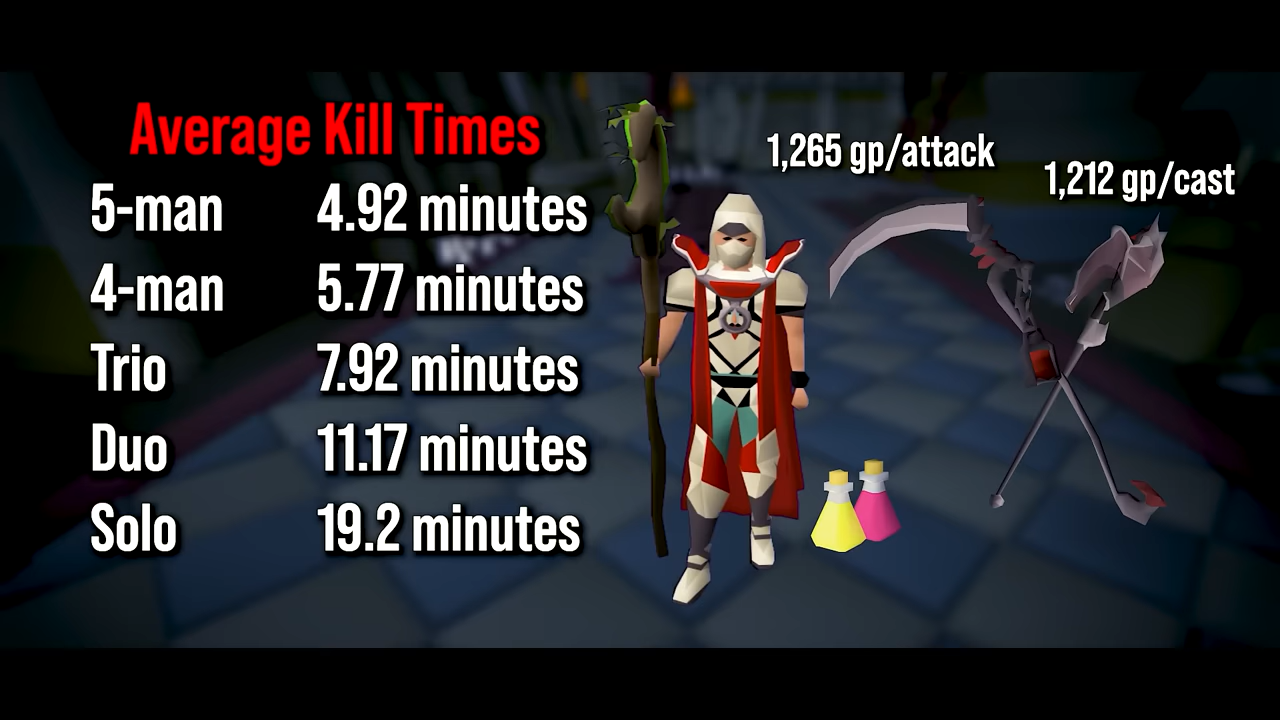 Average Kill Times
5-man 4.92 minutes
4-man 5.77 minutes
Trio 7.92 minutes
Duo 11.17 minutes
Solo 19.2 minutes
1,265 gp/attack
1,212 gp/cast